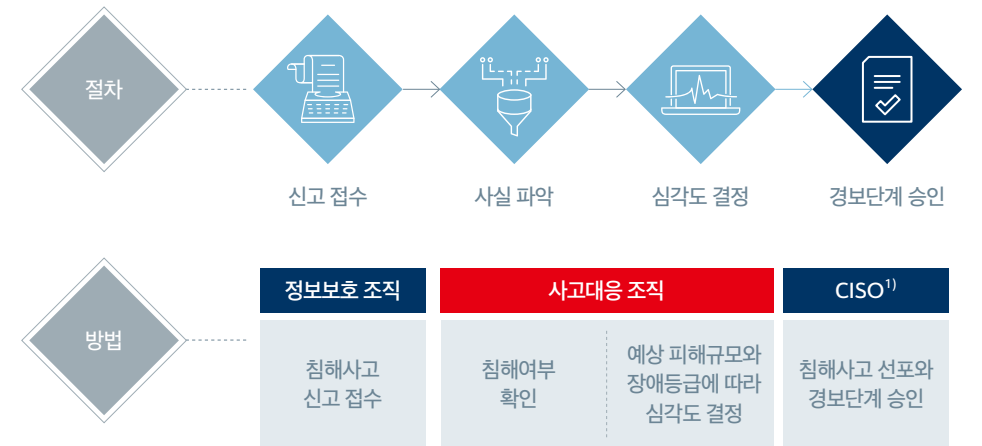 절차
신고 접수
사실 파악
심각도 결정
경보단계 승인
방법
정보보호 조직
사고대응 조직
CISO1)
침해사고
신고 접수
침해여부
확인
예상 피해규모와
장애등급에 따라
심각도 결정
침해사고 선포와
경보단계 승인